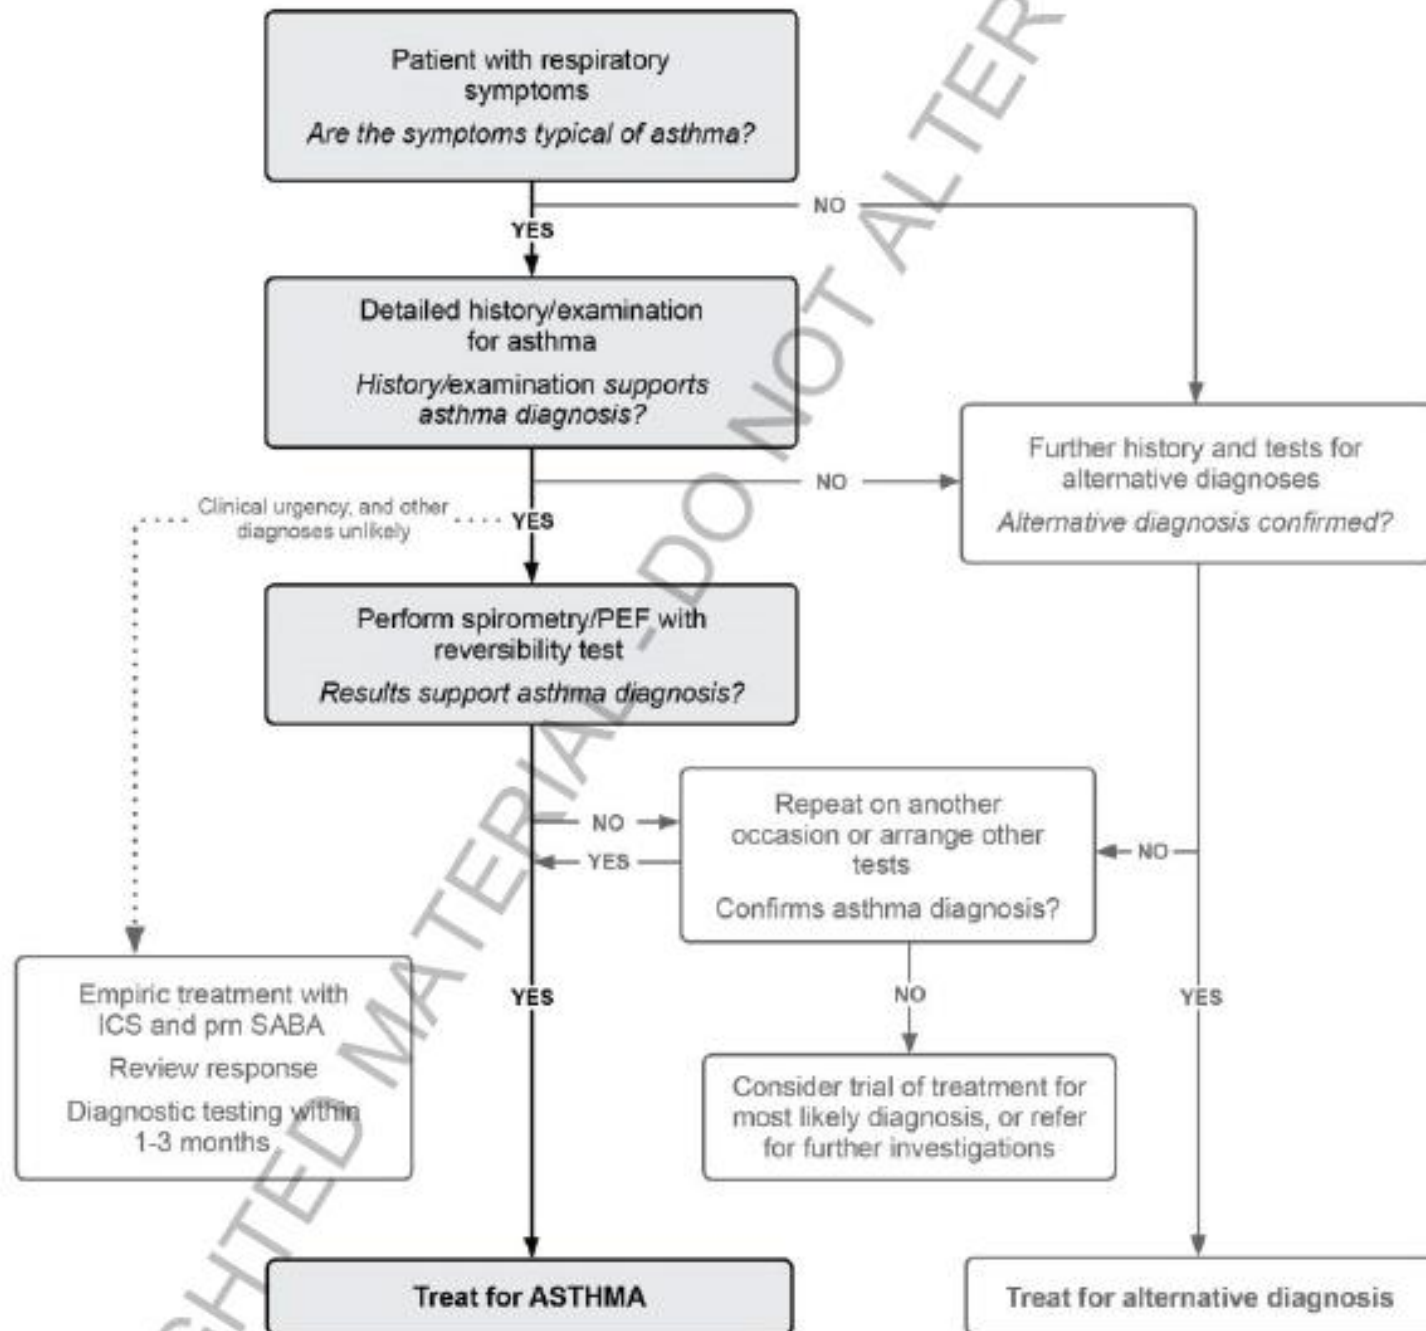 Patient with respiratory
symptoms
Are the symptoms typical of asthma?
NO
YES
Detailed history/examination
for asthma
History/examination supports
asthma diagnosis?
Further history and tests for
alternative diagnoses
Alternative diagnosis confirmed?
NO
Clinical urgency, and other
diagnoses unlikely
YES
Perform spirometry/PEF with
reversibility test
Results support asthma diagnosis?
Repeat on another
occasion or arrange other
tests
Confirms asthma diagnosis?
NO
YES
NO
Empiric treatment with
ICS and prn SABA
Review response
Diagnostic testing within
1-3 months
YES
NO
YES
Consider trial of treatment for
most likely diagnosis, or refer
for further investigations
Treat for ASTHMA
Treat for alternative diagnosis
MATERIAL - DO NOT ALTER